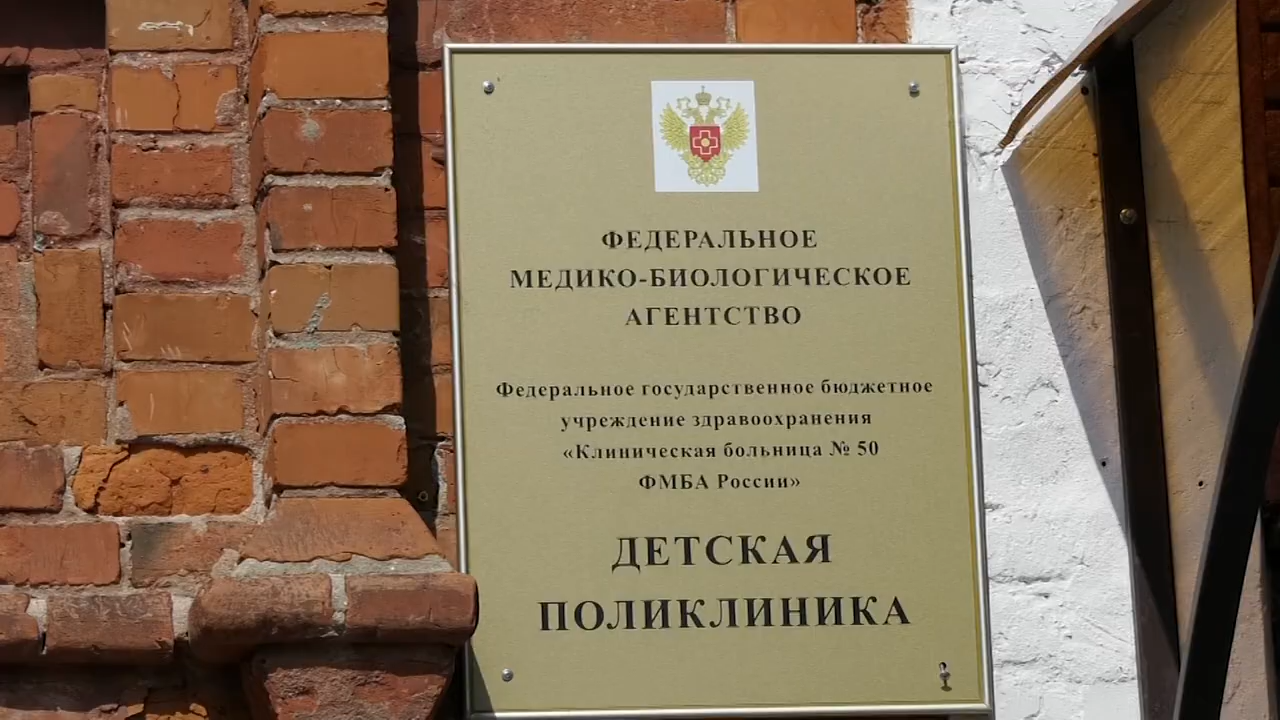 ФЕДЕРАЛЬНОЕ
МЕДИКО-БИОЛОГИЧЕСКОЕ
АГЕНТСТВО
Федеральное государственное бюджетное
учреждение здравоохранения
«Клиническая больница № 50
ФМБА России»
ДЕТСКАЯ
ПОЛИКЛИНИКА